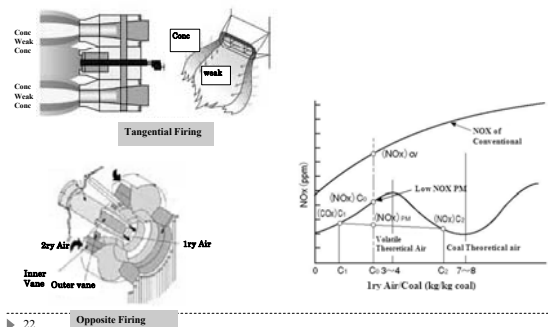 Conc
Weak
Conc
Conc
Weak
Conc
Conc
weak
Tangential Firing
2ry Air
1ry Air
Inner
Vane
Outer vane
Opposite Firing
22
NOx (ppm)
NOX of
Conventional
(NOx) CV
Low NOX PM
(NOx) C₀
(COx)C₁
(NOx) PM
(NOx)C₂
Volatile
Theoretical Air
Coal Theoretical air
0 C₁ C₀ 3~4 C₂ 7~8
1ry Air/Coal (kg/kg coal)